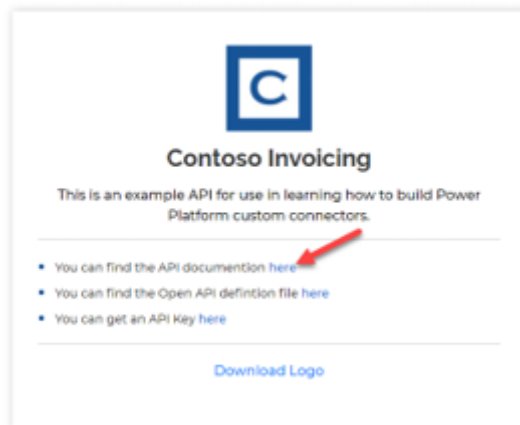 C
Contoso Invoicing
This is an example API for use in learning how to build Power
Platform custom connectors.
You can find the API documention here
You can find the Open API defintion file here
You can get an API Key here
Download Logo